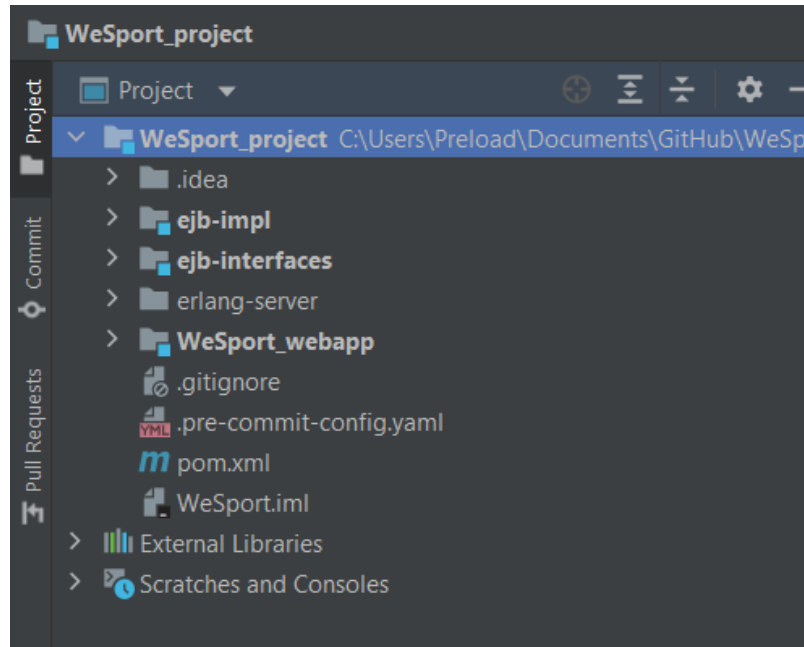 WeSport_project
Project
Project
Commit
Pull Requests
WeSport_project C:\Users\Preload\Documents\GitHub\WeSp
.idea
ejb-impl
ejb-interfaces
erlang-server
WeSport_webapp
.gitignore
YML .pre-commit-config.yaml
m pom.xml
WeSport.iml
External Libraries
Scratches and Consoles